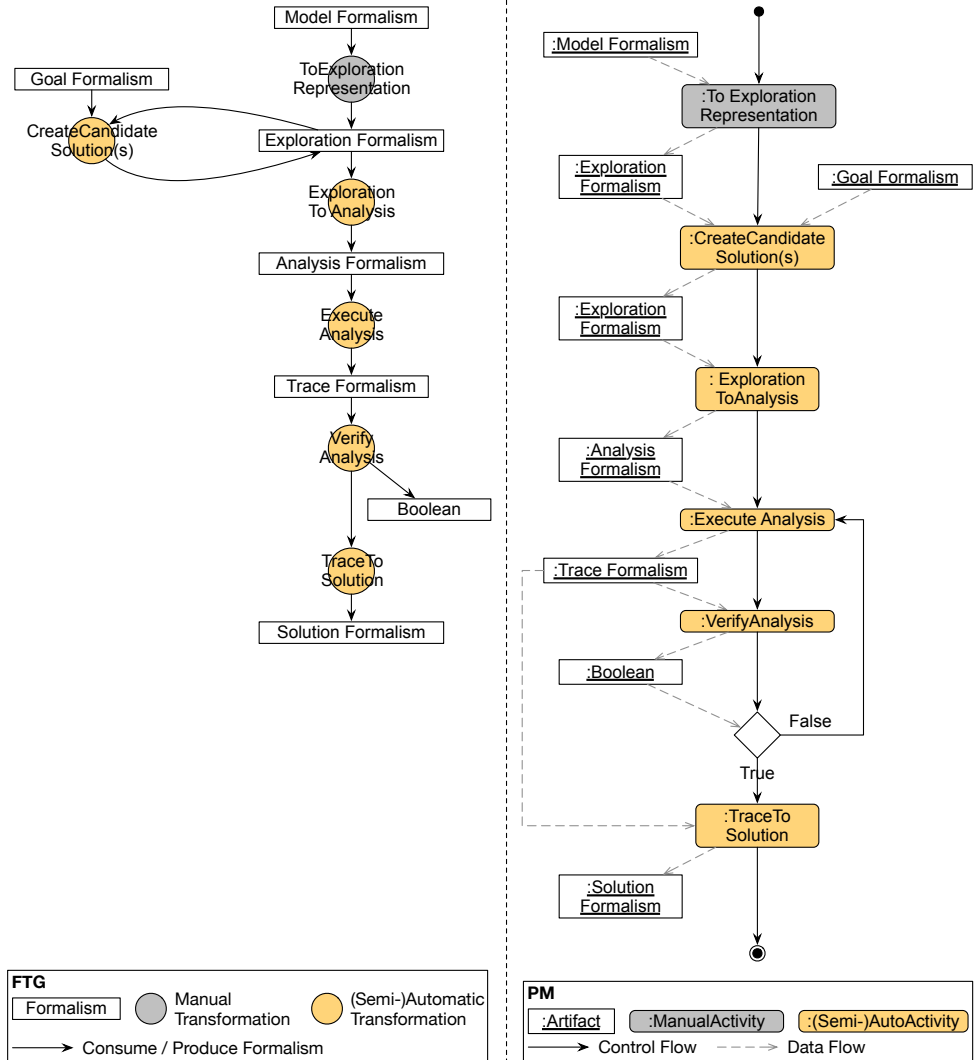 Model Formalism
ToExploration
Representation
Goal Formalism
CreateCandidate
Solution(s)
Exploration Formalism
Exploration
To Analysis
Analysis Formalism
Execute
Analysis
Trace Formalism
Verify
Analysis
Boolean
TraceTo
Solution
Solution Formalism
FTG
Formalism
Manual
Transformation
(Semi-)Automatic
Transformation
Consume / Produce Formalism
:Model Formalism
:To Exploration
Representation
:Exploration
Formalism
:Goal Formalism
:CreateCandidate
Solution(s)
:Exploration
Formalism
: Exploration
ToAnalysis
:Analysis
Formalism
:Execute Analysis
:Trace Formalism
:VerifyAnalysis
:Boolean
False
True
:TraceTo
Solution
:Solution
Formalism
PM
:Artifact
:ManualActivity
:(Semi-)AutoActivity
Control Flow
Data Flow